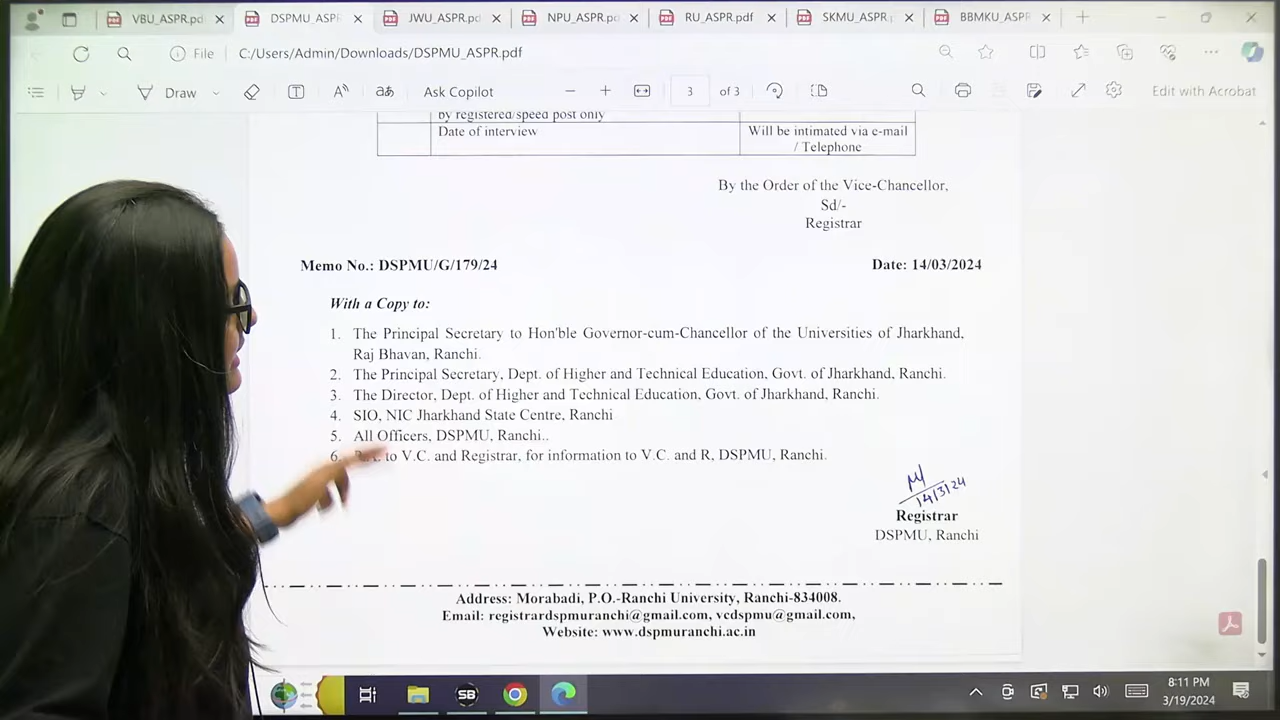 VBU_ASPR.pd
DSPMU_ASPR
JWU_ASPR.pd
NPU_ASPR.pd
RU_ASPR.pdf
SKMU_ASPR.p
BBMKU_ASPR
File
C:/Users/Admin/Downloads/DSPMU_ASPR.pdf
Draw
Ask Copilot
3 of 3
Edit with Acrobat
by registered/speed post only
Date of interview
Will be intimated via e-mail
/ Telephone
By the Order of the Vice-Chancellor,
Sd/-
Registrar
Memo No.: DSPMU/G/179/24
Date: 14/03/2024
With a Copy to:
1. The Principal Secretary to Hon'ble Governor-cum-Chancellor of the Universities of Jharkhand,
Raj Bhavan, Ranchi.
2. The Principal Secretary, Dept. of Higher and Technical Education, Govt. of Jharkhand, Ranchi.
3. The Director, Dept. of Higher and Technical Education, Govt. of Jharkhand, Ranchi.
4. SIO, NIC Jharkhand State Centre, Ranchi
5. All Officers, DSPMU, Ranchi..
6. to V.C. and Registrar, for information to V.C. and R, DSPMU, Ranchi.
14/3/24
Registrar
DSPMU, Ranchi
Address: Morabadi, P.O.-Ranchi University, Ranchi-834008.
Email: registrardspmuranchi@gmail.com, vcdspmu@gmail.com,
Website: www.dspmuranchi.ac.in
SB
8:11 PM
3/19/2024